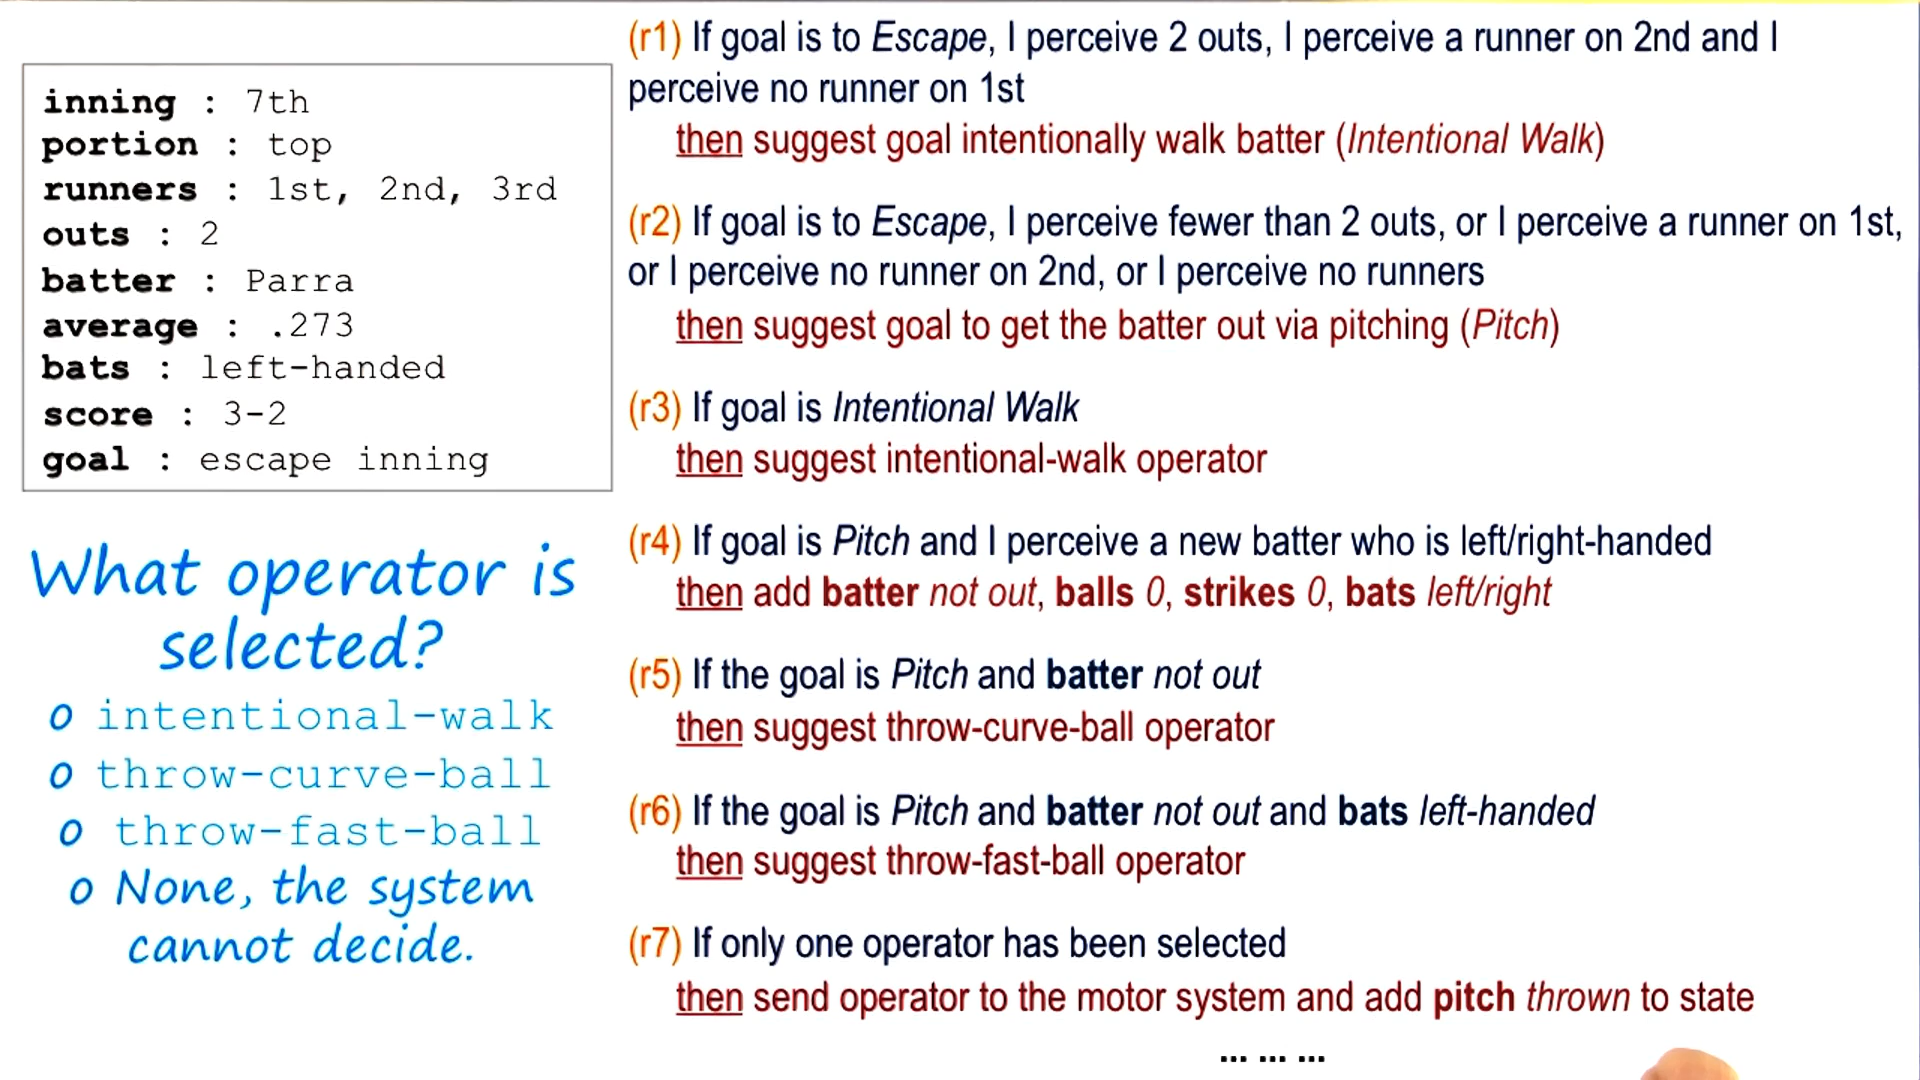 inning : 7th
portion : top
runners : 1st, 2nd, 3rd
outs : 2
batter : Parra
average : .273
bats : left-handed
score : 3-2
goal : escape inning
What operator is
selected?
o intentional-walk
o throw-curve-ball
o throw-fast-ball
o None, the system
cannot decide.
(r1) If goal is to Escape, I perceive 2 outs, I perceive a runner on 2nd and I
perceive no runner on 1st
then suggest goal intentionally walk batter (Intentional Walk)
(r2) If goal is to Escape, I perceive fewer than 2 outs, or I perceive a runner on 1st,
or I perceive no runner on 2nd, or I perceive no runners
then suggest goal to get the batter out via pitching (Pitch)
(r3) If goal is Intentional Walk
then suggest intentional-walk operator
(r4) If goal is Pitch and I perceive a new batter who is left/right-handed
then add batter not out, balls 0, strikes 0, bats left/right
(r5) If the goal is Pitch and batter not out
then suggest throw-curve-ball operator
(r6) If the goal is Pitch and batter not out and bats left-handed
then suggest throw-fast-ball operator
(r7) If only one operator has been selected
then send operator to the motor system and add pitch thrown to state
... ... ...